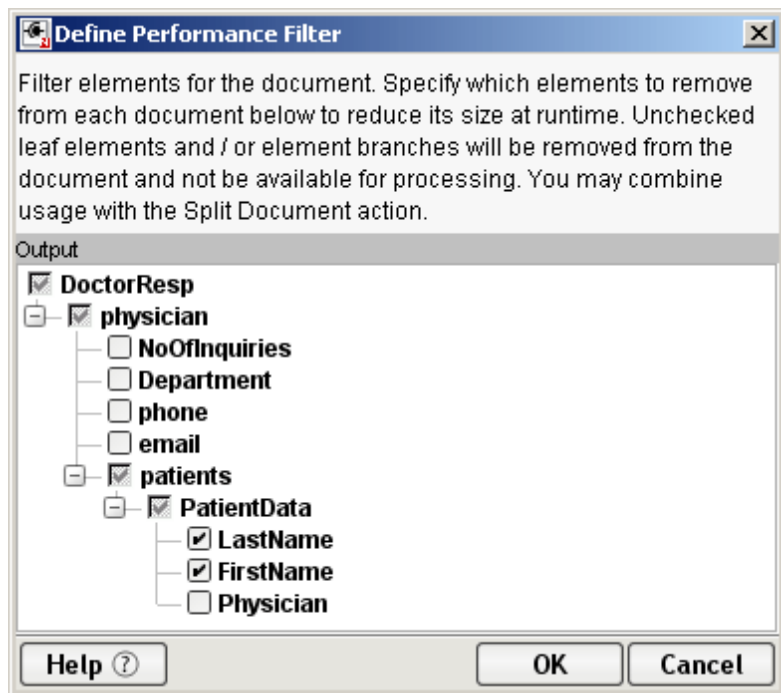 Define Performance Filter
Filter elements for the document. Specify which elements to remove
from each document below to reduce its size at runtime. Unchecked
leaf elements and / or element branches will be removed from the
document and not be available for processing. You may combine
usage with the Split Document action.
Output
DoctorResp
physician
NoOfInquiries
Department
phone
email
patients
PatientData
LastName
FirstName
Physician
Help ?
OK
Cancel